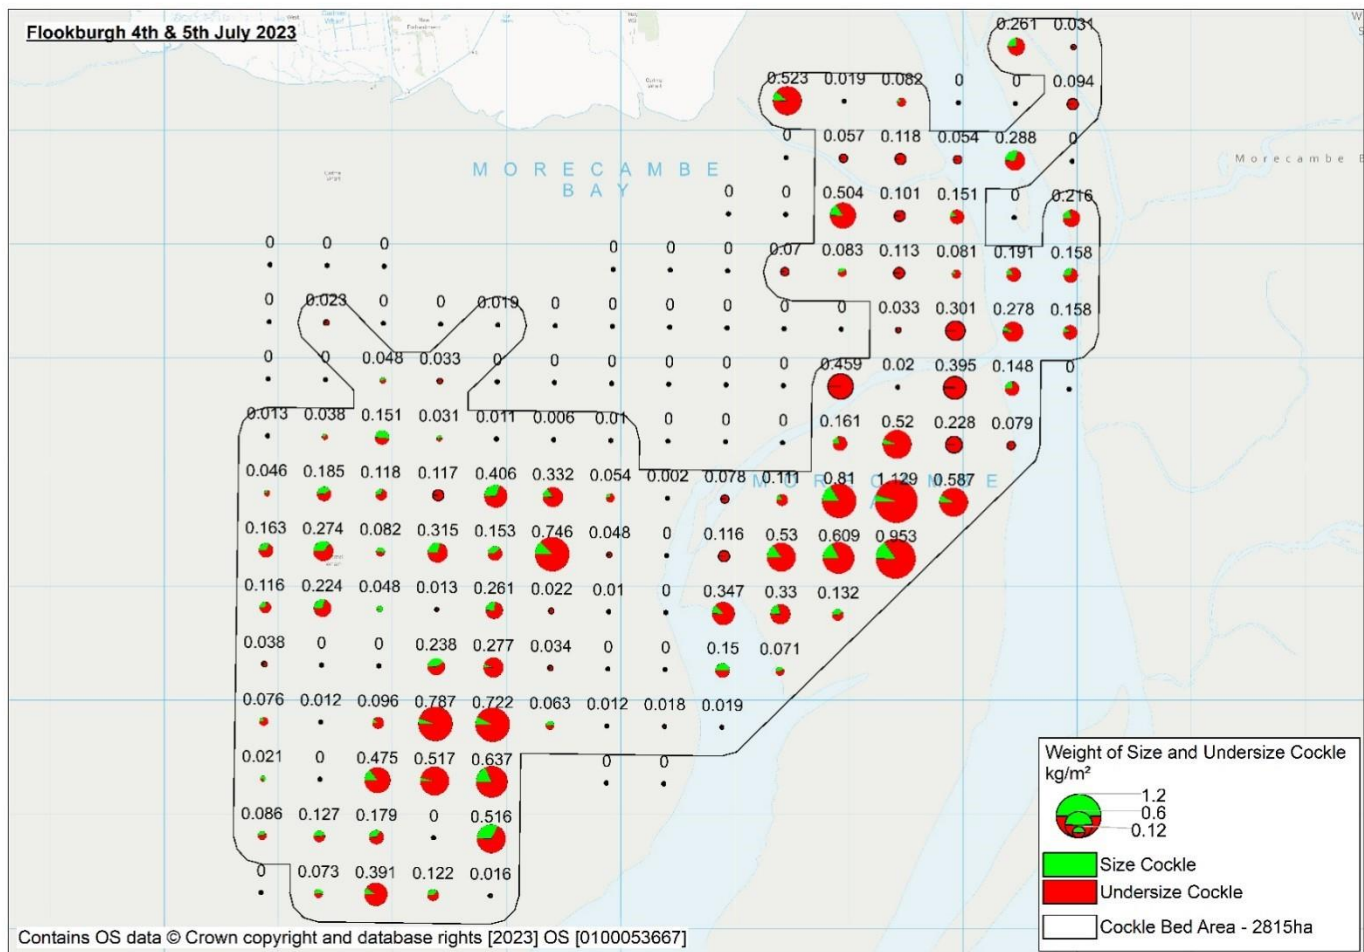 Flookburgh 4th & 5th July 2023
0.261 0.031
0.523 0.019 0.082 0 0 0.094
0 0.057 0.118 0.054 0.288 0
MORECAMBE
BAY
Morecambe B
0 0 0.504 0.101 0.151 0 0.216
0 0 0 0 0 0 0.07 0.083 0.113 0.081 0.191 0.158
0 0.023 0 0 0.019 0 0 0 0 0 0 0.033 0.301 0.278 0.158
0 0 0.048 0.033 0 0 0 0 0 0 0.459 0.02 0.395 0.148 0
0.013 0.038 0.151 0.031 0.011 0.006 0.01 0 0 0 0.161 0.52 0.228 0.079
0.046 0.185 0.118 0.117 0.406 0.332 0.054 0.002 0.078 0.111 0.81 1.129 0.587
0.163 0.274 0.082 0.315 0.153 0.746 0.048 0 0.116 0.53 0.609 0.953
0.116 0.224 0.048 0.013 0.261 0.022 0.01 0 0.347 0.33 0.132
0.038 0 0 0.238 0.277 0.034 0 0 0.15 0.071
0.076 0.012 0.096 0.787 0.722 0.063 0.012 0.018 0.019
0.021 0 0.475 0.517 0.637 0 0
0.086 0.127 0.179 0 0.516
0 0.073 0.391 0.122 0.016
Weight of Size and Undersize Cockle
kg/m²
1.2
0.6
0.12
Size Cockle
Undersize Cockle
Cockle Bed Area - 2815ha
Contains OS data © Crown copyright and database rights [2023] OS [01000053667]